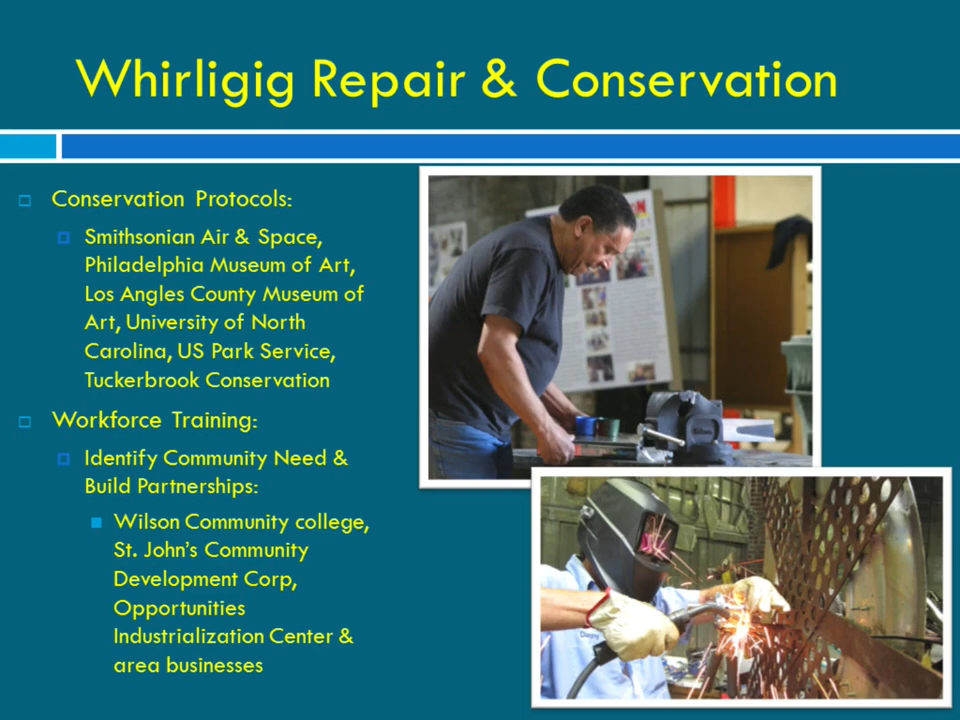 Whirligig Repair & Conservation
Conservation Protocols:
Smithsonian Air & Space,
Philadelphia Museum of Art,
Los Angles County Museum of
Art, University of North
Carolina, US Park Service,
Tuckerbrook Conservation
Workforce Training:
Identify Community Need &
Build Partnerships:
Wilson Community college,
St. John's Community
Development Corp,
Opportunities
Industrialization Center &
area businesses